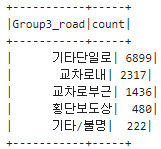 +-----------+-----+
|Group3_road|count|
+-----------+-----+
| 기타단일로| 6899|
| 교차로내| 2317|
| 교차로부근| 1436|
| 횡단보도상| 480|
| 기타/불명| 222|
+-----------+-----+